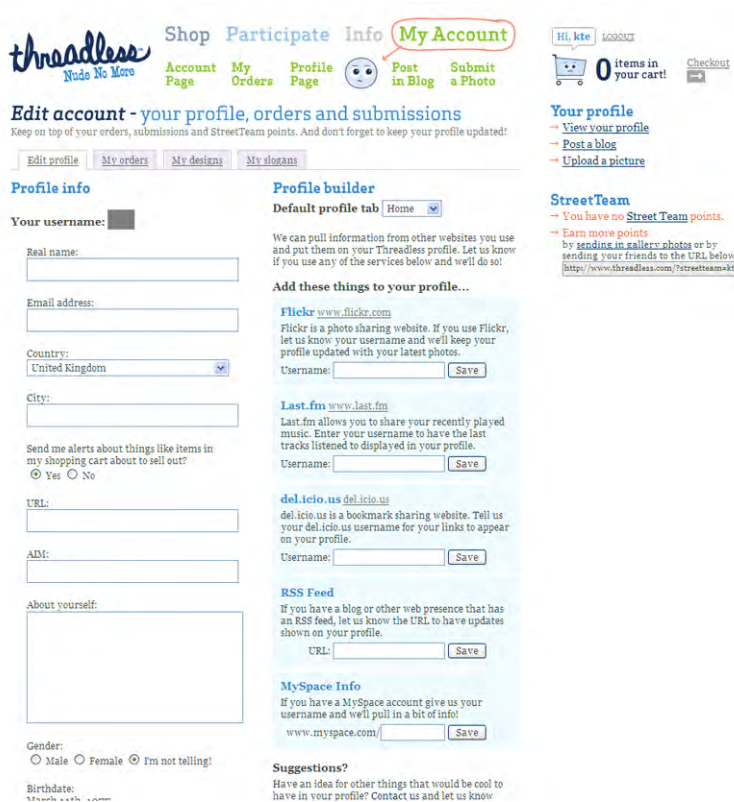 threadless
Nude No More
Shop Participate Info My Account
Account Page
My Orders
Profile Page
Post in Blog
Submit a Photo
Hi, kte LOGOUT
0 items in your cart!
Checkout
Edit account - your profile, orders and submissions
Keep on top of your orders, submissions and StreetTeam points. And don't forget to keep your profile updated!
Edit profile My orders My designs My slogans
Profile info
Your username:
Real name:
Email address:
Country:
United Kingdom
City:
Send me alerts about things like items in
my shopping cart about to sell out?
Yes No
URL:
AIM:
About yourself:
Gender:
Male Female I'm not telling!
Birthdate:
Profile builder
Default profile tab Home
We can pull information from other websites you use
and put them on your Threadless profile. Let us know
if you use any of the services below and we'll do so!
Add these things to your profile...
Flickr www.flickr.com
Flickr is a photo sharing website. If you use Flickr,
let us know your username and we'll keep your
profile updated with your latest photos.
Username: Save
Last.fm www.last.fm
Last.fm allows you to share your recently played
music. Enter your username to have the last
tracks listened to displayed in your profile.
Username: Save
del.icio.us del.icio.us
del.icio.us is a bookmark sharing website. Tell us
your del.icio.us username for your links to appear
on your profile.
Username: Save
RSS Feed
If you have a blog or other web presence that has
an RSS feed, let us know the URL to have updates
shown on your profile.
URL: Save
MySpace Info
If you have a MySpace account give us your
username and we'll pull in a bit of info!
www.myspace.com/ Save
Suggestions?
Have an idea for other things that would be cool to
have in your profile? Contact us and let us know
Your profile
→ View your profile
→ Post a blog
→ Upload a picture
StreetTeam
→ You have no Street Team points.
→ Earn more points
by sending in gallery photos or by
sending your friends to the URL below
http://www.threadless.com/?streetteam=kt